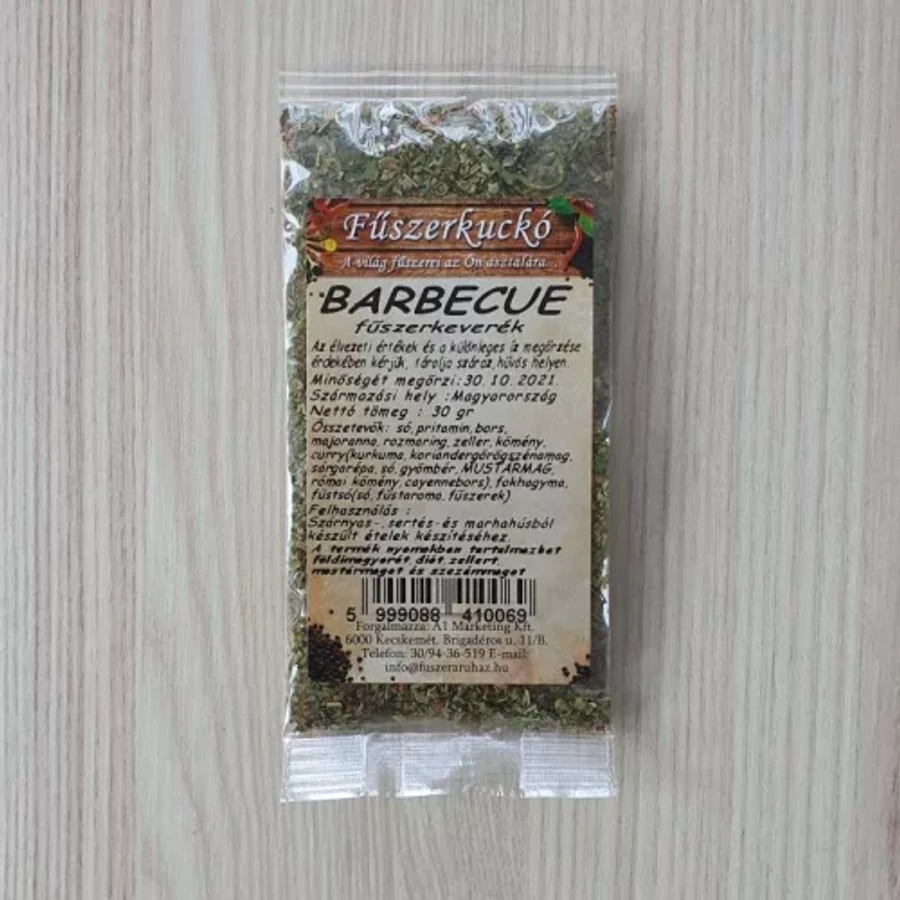 Fűszerkuckó
A világ fűszerei az Ön asztalára...
BARBECUE
fűszerkeverék
Az élvezeti értékek és a különleges íz megőrzése
érdekében kérjük, tárolja száraz, hűvös helyen.
Minőségét megőrzi:30.10.2021.
Származási hely :Magyarország
Nettó tömeg : 30 gr
Összetevők: só, pritamin, bors,
majoranna, rozmaring, zeller, kömény,
curry(kurkuma, koriandergörögszénamag,
sárgarépa, só, gyömbér, MUSTÁRMAG,
római kömény, cayennebors), fokhagyma,
füstsó(só, füstaroma, fűszerek)
Felhasználás :
Szárnyas-, sertés-és marhahúsból
készült ételek készítéséhez.
A termék nyomokban tartalmazhat
földimogyorót, diót, zellert,
mustármagot és szezámmagot
5 999088 410069
Forgalmazza: A1 Marketing Kft.
6000 Kecskemét, Brigadéros u. 11/B.
Telefon: 30/94-36-519 E-mail:
info@fuszeraruhaz.hu